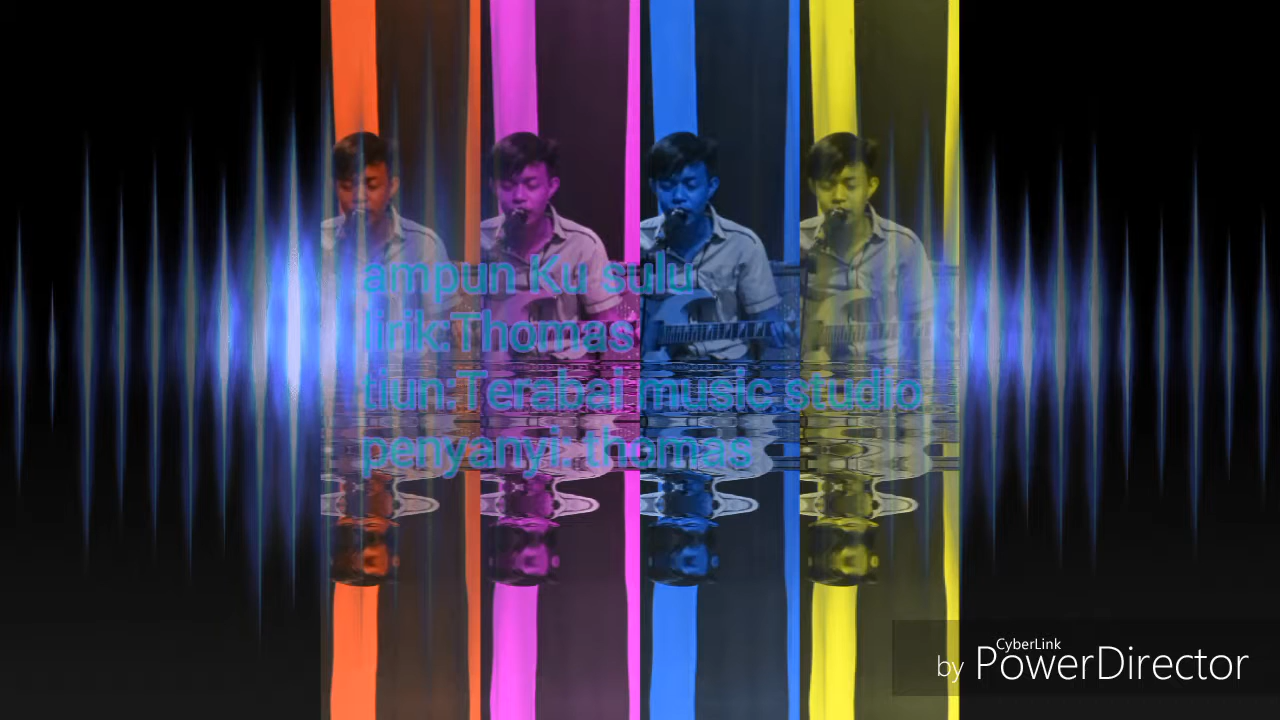 ampun Ku sulu
lirik:Thomas
tiun:Terabai music studio
penyanyi: thomas
CyberLink
by PowerDirector